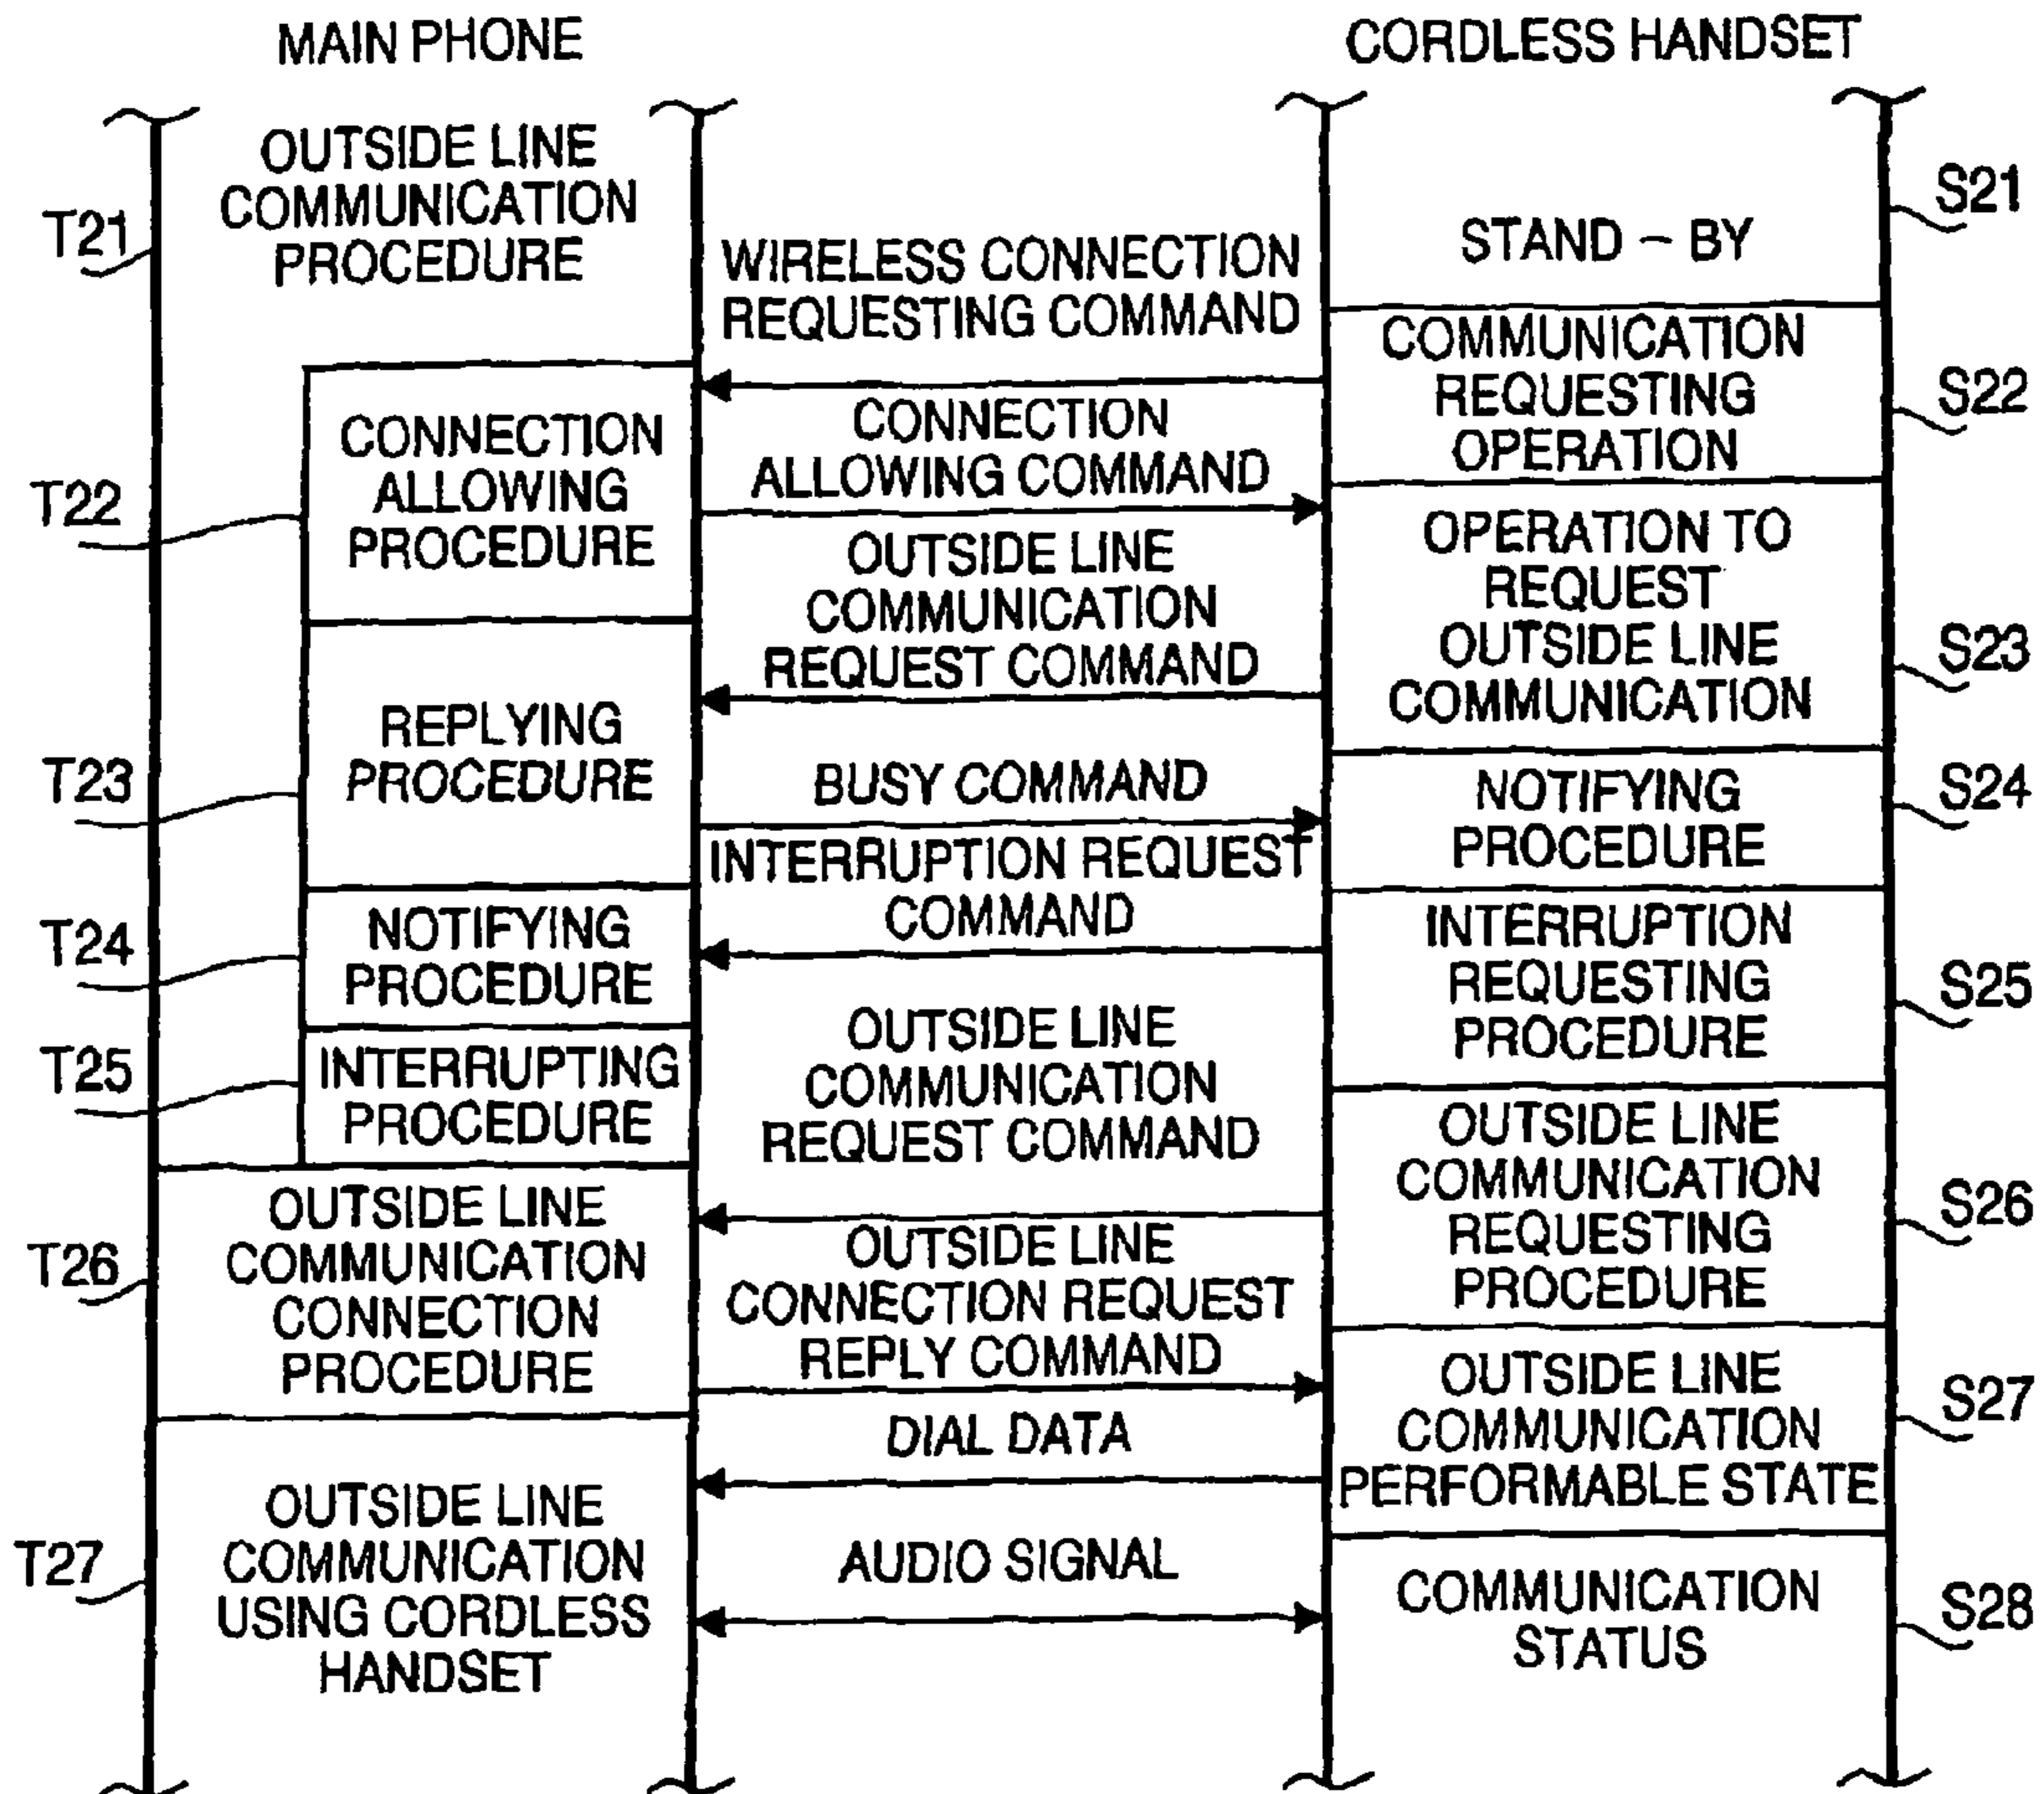 MAIN PHONE
CORDLESS HANDSET
OUTSIDE LINE
COMMUNICATION
PROCEDURE
T21
WIRELESS CONNECTION
REQUESTING COMMAND
STAND – BY
S21
COMMUNICATION
REQUESTING
OPERATION
S22
CONNECTION
ALLOWING
PROCEDURE
T22
CONNECTION
ALLOWING COMMAND
OPERATION TO
REQUEST
OUTSIDE LINE
COMMUNICATION
S23
OUTSIDE LINE
COMMUNICATION
REQUEST COMMAND
REPLYING
PROCEDURE
T23
BUSY COMMAND
NOTIFYING
PROCEDURE
S24
INTERRUPTION REQUEST
COMMAND
NOTIFYING
PROCEDURE
T24
INTERRUPTION
REQUESTING
PROCEDURE
S25
INTERRUPTING
PROCEDURE
T25
OUTSIDE LINE
COMMUNICATION
REQUEST COMMAND
OUTSIDE LINE
COMMUNICATION
REQUESTING
PROCEDURE
S26
OUTSIDE LINE
COMMUNICATION
CONNECTION
PROCEDURE
T26
OUTSIDE LINE
CONNECTION REQUEST
REPLY COMMAND
OUTSIDE LINE
COMMUNICATION
PERFORMABLE STATE
S27
DIAL DATA
OUTSIDE LINE
COMMUNICATION
USING CORDLESS
HANDSET
T27
AUDIO SIGNAL
COMMUNICATION
STATUS
S28